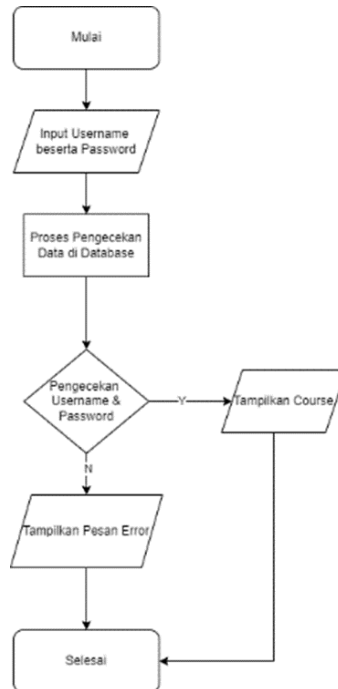 Mulai
Input Username
beserta Password
Proses Pengecekan
Data di Database
Pengecekan
Username &
Password
Y
Tampilkan Course
N
Tampilkan Pesan Error
Selesai